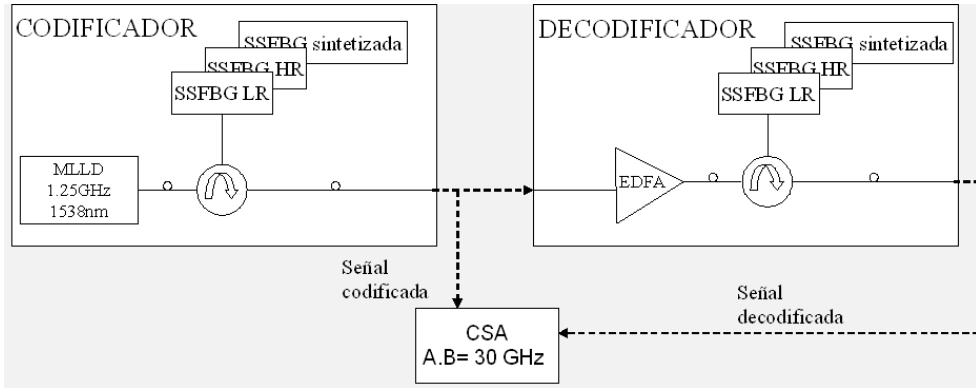 CODIFICADOR
SSFBG sintetizada
SSFBG HR
SSFBG LR
MLLD
1.25GHz
1538nm
DECODIFICADOR
SSFBG sintetizada
SSFBG HR
SSFBG LR
EDFA
Señal
codificada
Señal
decodificada
CSA
A.B= 30 GHz